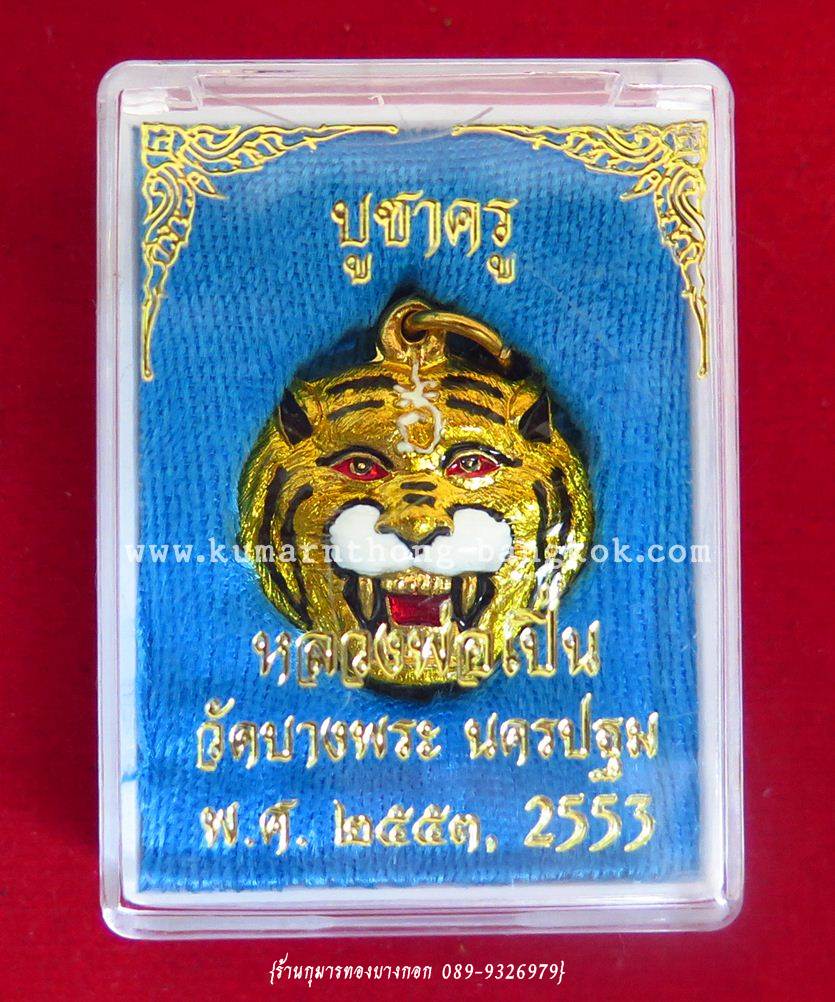 บูชาครู
www.kumarnthong-bangkok.com
หลวงพ่อเปิ่น
วัดบางพระ นครปฐม
พ.ศ. ๒๕๕๓, 2553
{ร้านกุมารทองบางกอก 089-9326979}